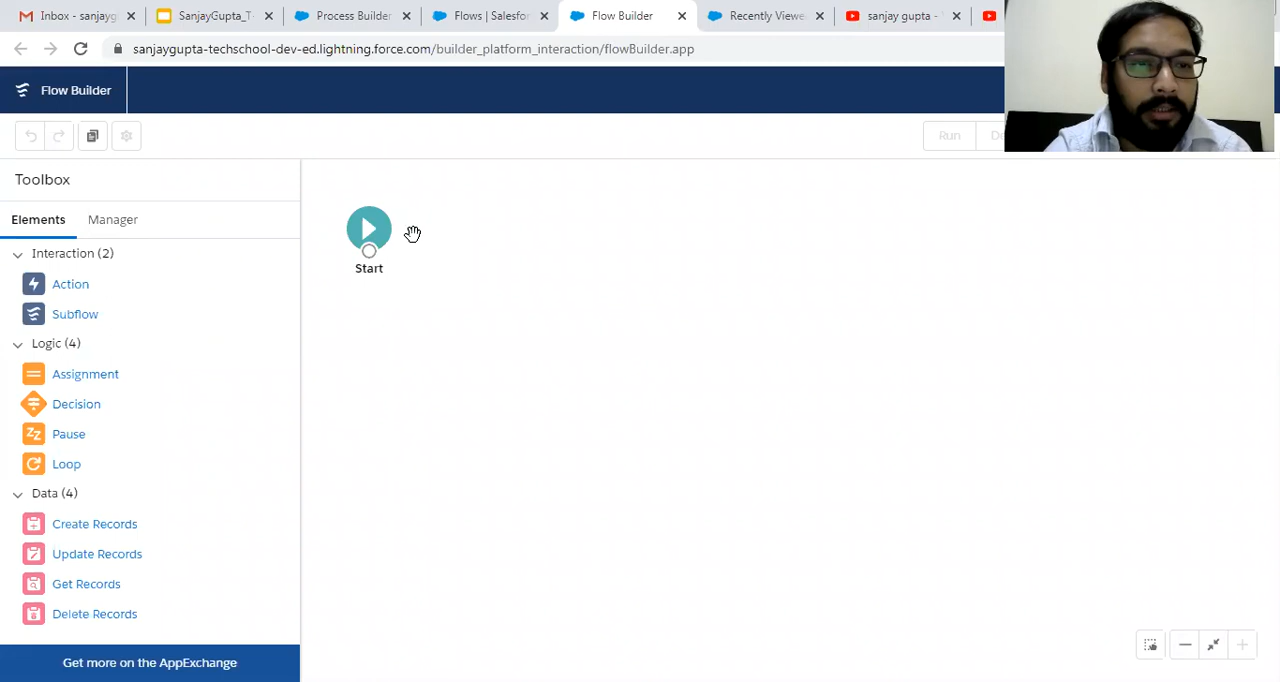 Inbox - sanjayg
SanjayGupta_T
Process Builder
Flows | Salesfor
Flow Builder
Recently Viewe
sanjay gupta -
sanjaygupta-techschool-dev-ed.lightning.force.com/builder_platform_interaction/flowBuilder.app
Flow Builder
Run
Toolbox
Elements
Manager
Interaction (2)
Action
Subflow
Logic (4)
Assignment
Decision
Pause
Loop
Data (4)
Create Records
Update Records
Get Records
Delete Records
Get more on the AppExchange
Start